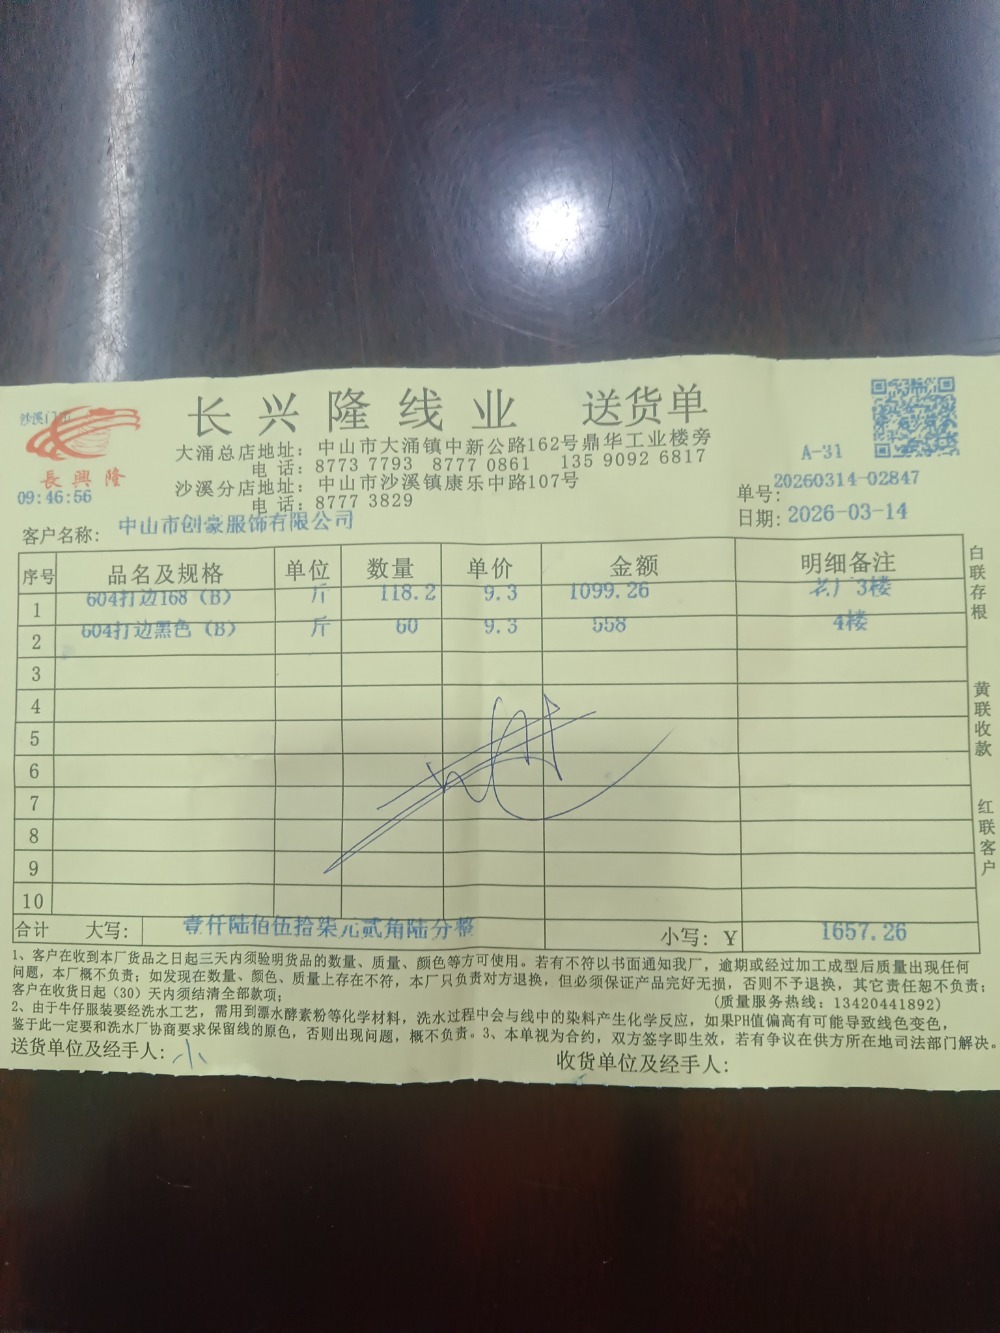 沙溪门市
長興隆
09:46:56
长兴隆线业 送货单
大涌总店地址：中山市大涌镇中新公路162号鼎华工业楼旁
电 话：8773 7793 8777 0861 135 9092 6817
沙溪分店地址：中山市沙溪镇康乐中路107号
电 话：8777 3829
A-31
单号：20260314-02847
日期：2026-03-14
客户名称：中山市创豪服饰有限公司
序号 品名及规格 单位 数量 单价 金额 明细备注
1 604打边168（B） 斤 118.2 9.3 1099.26 老厂3楼
2 604打边黑色（B） 斤 60 9.3 558 4楼
3
4
5
6
7
8
9
10
合计 大写： 壹仟陆佰伍拾柒元贰角陆分整 小写：￥ 1657.26
白联存根
黄联收款
红联客户
1、客户在收到本厂货品之日起三天内须验明货品的数量、质量、颜色等方可使用。若有不符以书面通知我厂，逾期或经过加工成型后质量出现任何
问题，本厂概不负责；如发现在数量、颜色、质量上存在不符，本厂只负责对方退换，但必须保证产品完好无损，否则不予退换，其它责任恕不负责；
客户在收货日起（30）天内须结清全部款项； （质量服务热线：13420441892）
2、由于牛仔服装要经洗水工艺，需用到漂水酵素粉等化学材料，洗水过程中会与线中的染料产生化学反应，如果PH值偏高有可能导致线色变色，
鉴于此一定要和洗水厂协商要求保留线的原色，否则出现问题，概不负责。3、本单视为合约，双方签字即生效，若有争议在供方所在地司法部门解决。
送货单位及经手人：小
收货单位及经手人：